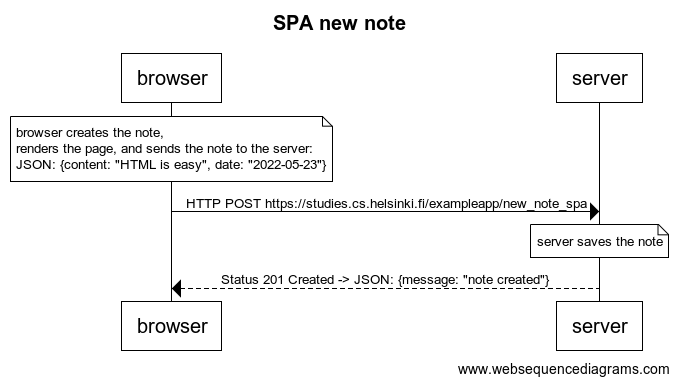 SPA new note
browser
server
browser creates the note,
renders the page, and sends the note to the server:
JSON: {content: "HTML is easy", date: "2022-05-23"}
HTTP POST https://studies.cs.helsinki.fi/exampleapp/new_note_spa
server saves the note
Status 201 Created -> JSON: {message: "note created"}
browser
server
www.websequencediagrams.com